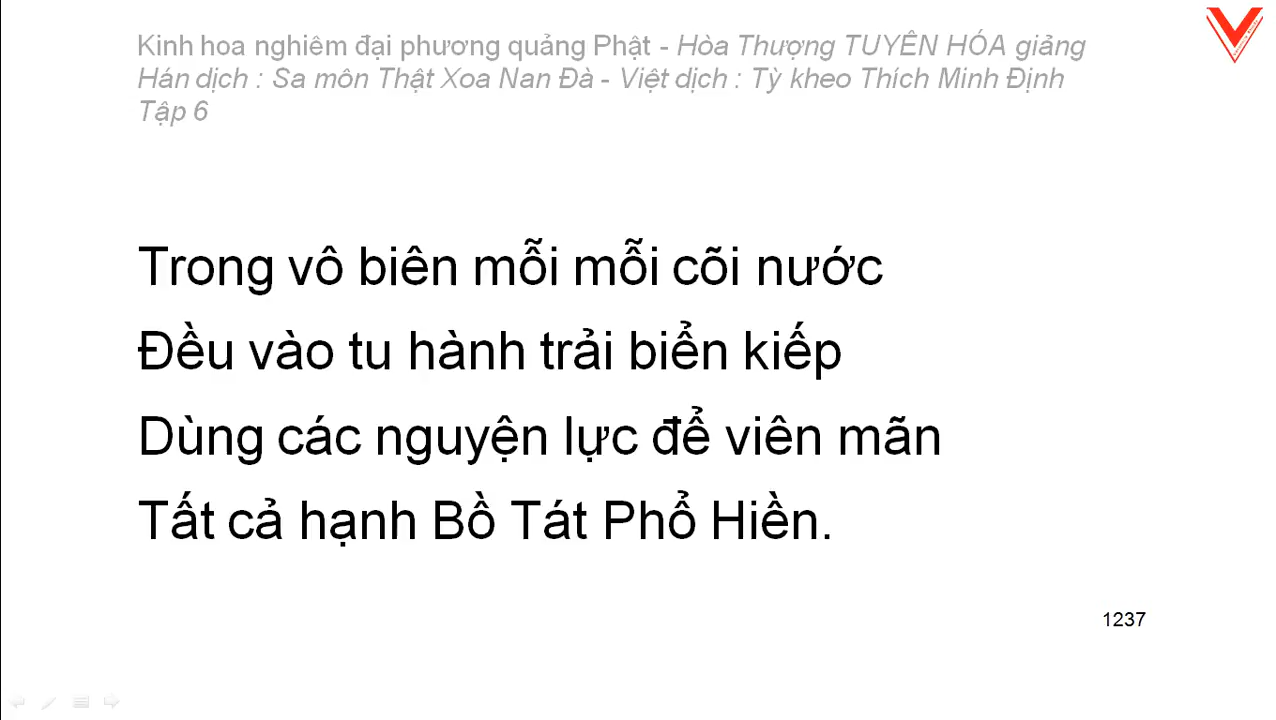 Kinh hoa nghiêm đại phương quảng Phật - Hòa Thượng TUYÊN HÓA giảng
Hán dịch : Sa môn Thật Xoa Nan Đà - Việt dịch : Tỳ kheo Thích Minh Định
Tập 6
Trong vô biên mỗi mỗi cõi nước
Đều vào tu hành trải biển kiếp
Dùng các nguyện lực để viên mãn
Tất cả hạnh Bồ Tát Phổ Hiền.
1237